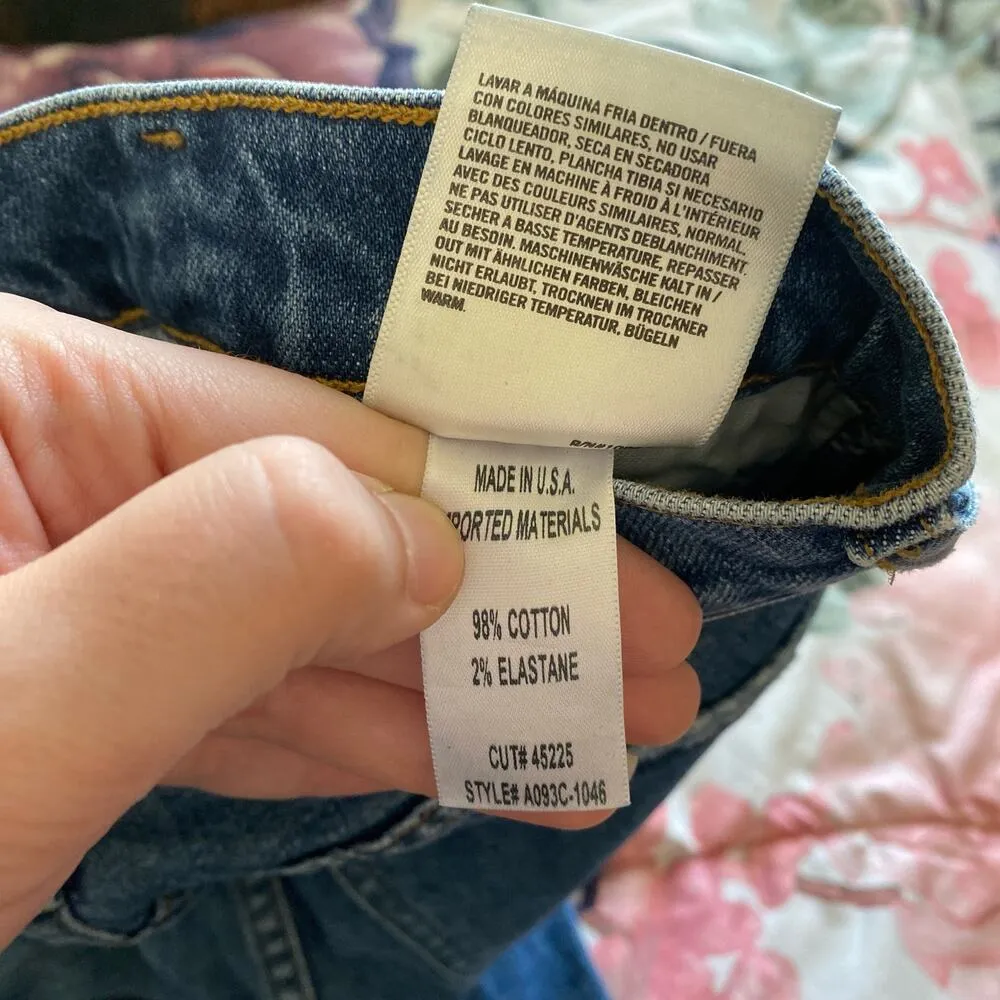 LAVAR A MÁQUINA FRIA DENTRO / FUERA
CON COLORES SIMILARES, NO USAR
BLANQUEADOR, SECA EN SECADORA
CICLO LENTO, PLANCHA TIBIA SI NECESARIO
LAVAGE EN MACHINE À FROID À L'INTÉRIEUR
AVEC DES COULEURS SIMILAIRES. NORMAL.
NE PAS UTILISER D'AGENTS DEBLANCHIMENT.
SECHER À BASSE TEMPERATURE, REPASSER
AU BESOIN. MASCHINENWÄSCHE KALT IN /
OUT MIT ÄHNLICHEN FARBEN, BLEICHEN
NICHT ERLAUBT, TROCKNEN IM TROCKNER
BEI NIEDRIGER TEMPERATUR, BÜGELN
WARM.
MADE IN U.S.A.
PORTED MATERIALS
98% COTTON
2% ELASTANE
CUT# 45225
STYLE# A093C-1046